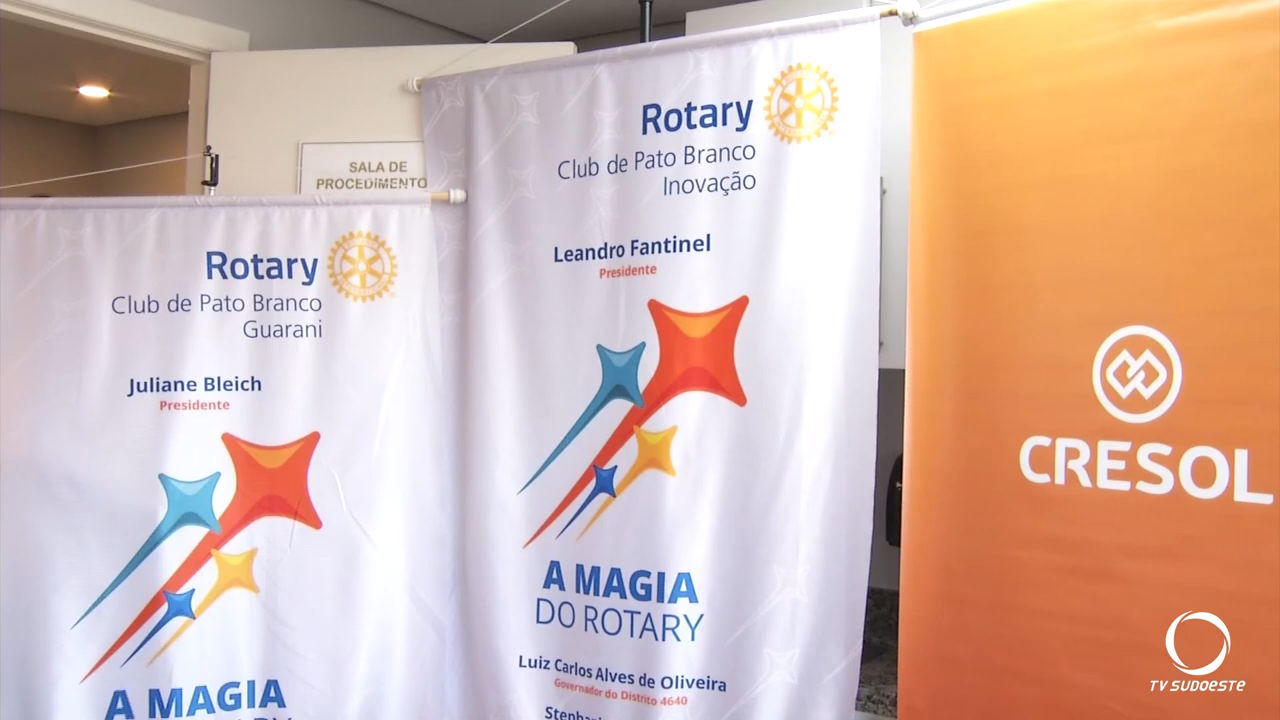 SALA DE
PROCEDIMENTO
Rotary
Club de Pato Branco
Guarani
Juliane Bleich
Presidente
A MAGIA
Rotary
Club de Pato Branco
Inovação
Leandro Fantinel
Presidente
A MAGIA
DO ROTARY
Luiz Carlos Alves de Oliveira
Governador do Distrito 4640
CRESOL
TV SUDOESTE